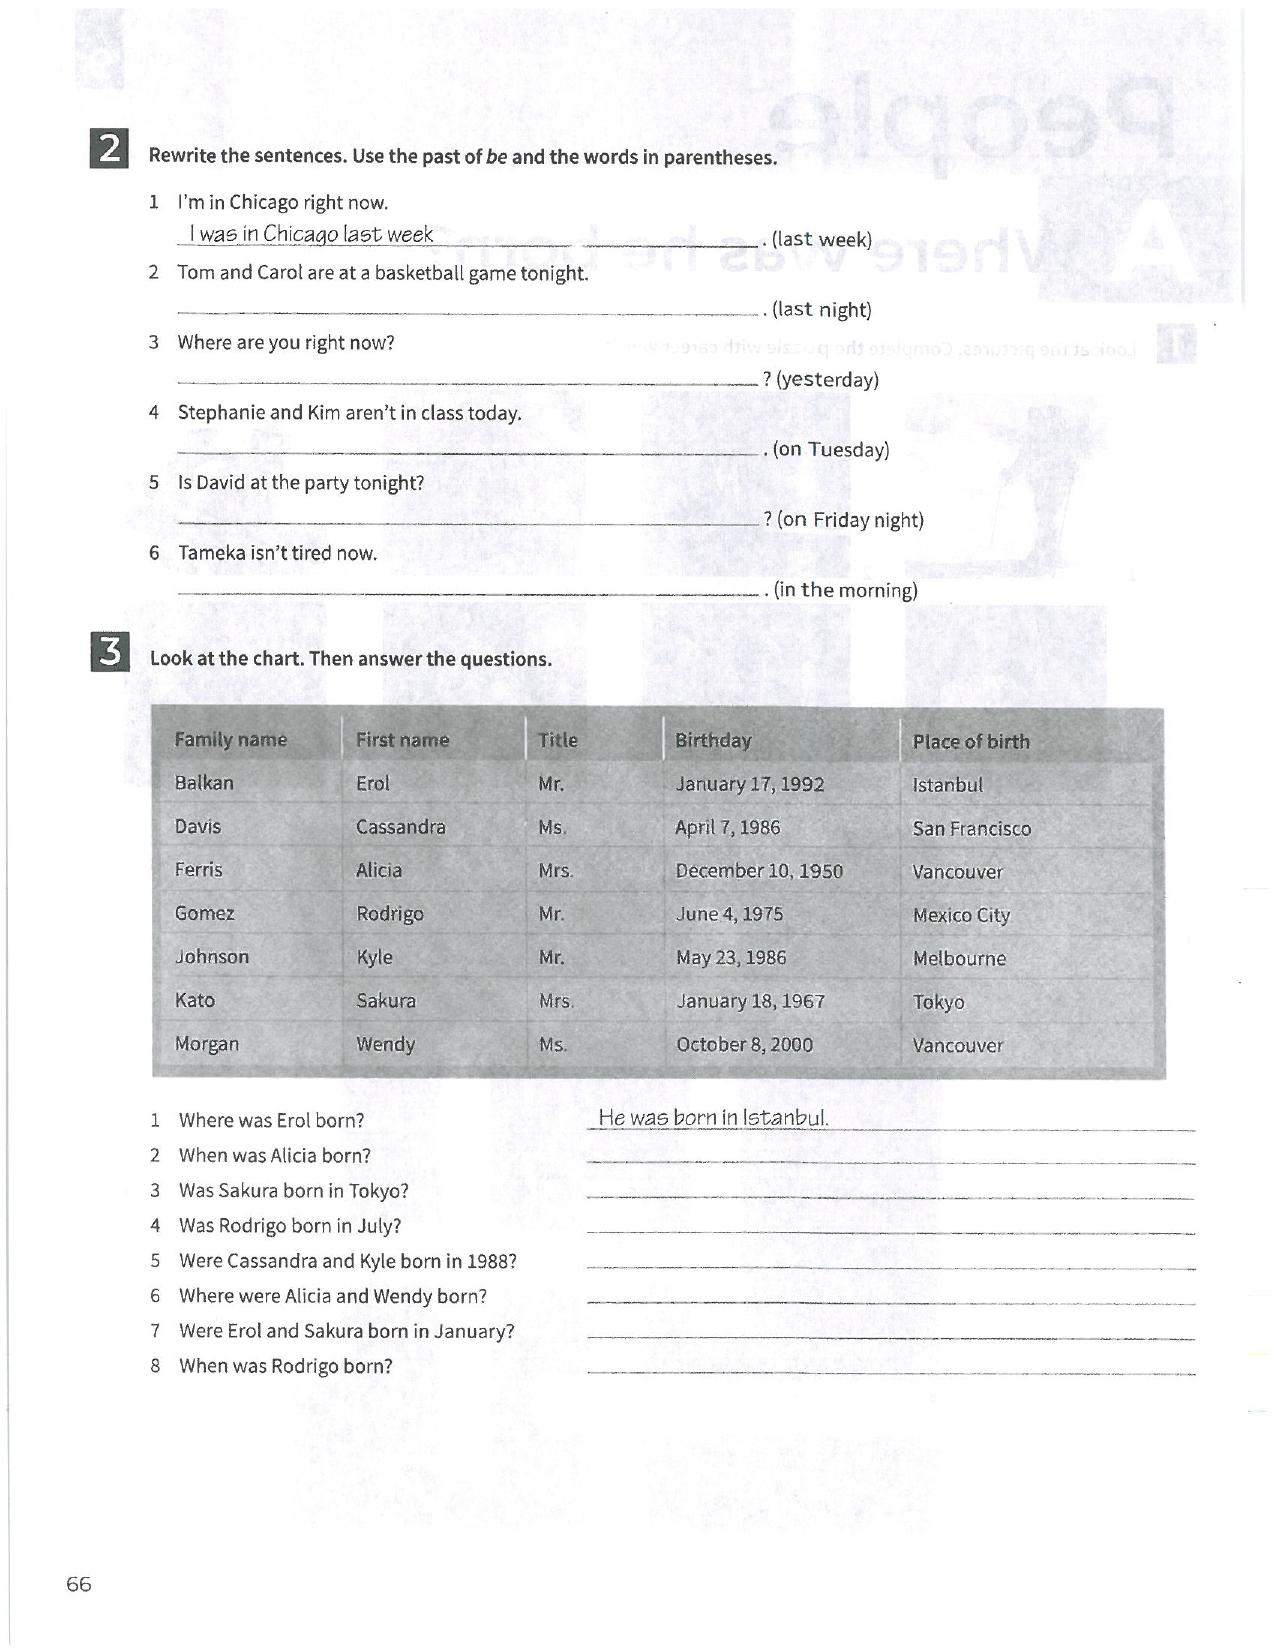 2 Rewrite the sentences. Use the past of be and the words in parentheses.
1 I'm in Chicago right now.
I was in Chicago last week . (last week)
2 Tom and Carol are at a basketball game tonight.
. (last night)
3 Where are you right now?
? (yesterday)
4 Stephanie and Kim aren't in class today.
. (on Tuesday)
5 Is David at the party tonight?
? (on Friday night)
6 Tameka isn't tired now.
. (in the morning)
3 Look at the chart. Then answer the questions.
Family name First name Title Birthday Place of birth
Balkan Erol Mr. January 17, 1992 Istanbul
Davis Cassandra Ms. April 7, 1986 San Francisco
Ferris Alicia Mrs. December 10, 1950 Vancouver
Gomez Rodrigo Mr. June 4, 1975 Mexico City
Johnson Kyle Mr. May 23, 1986 Melbourne
Kato Sakura Mrs. January 18, 1967 Tokyo
Morgan Wendy Ms. October 8, 2000 Vancouver
1 Where was Erol born? He was born in Istanbul.
2 When was Alicia born?
3 Was Sakura born in Tokyo?
4 Was Rodrigo born in July?
5 Were Cassandra and Kyle born in 1988?
6 Where were Alicia and Wendy born?
7 Were Erol and Sakura born in January?
8 When was Rodrigo born?
66